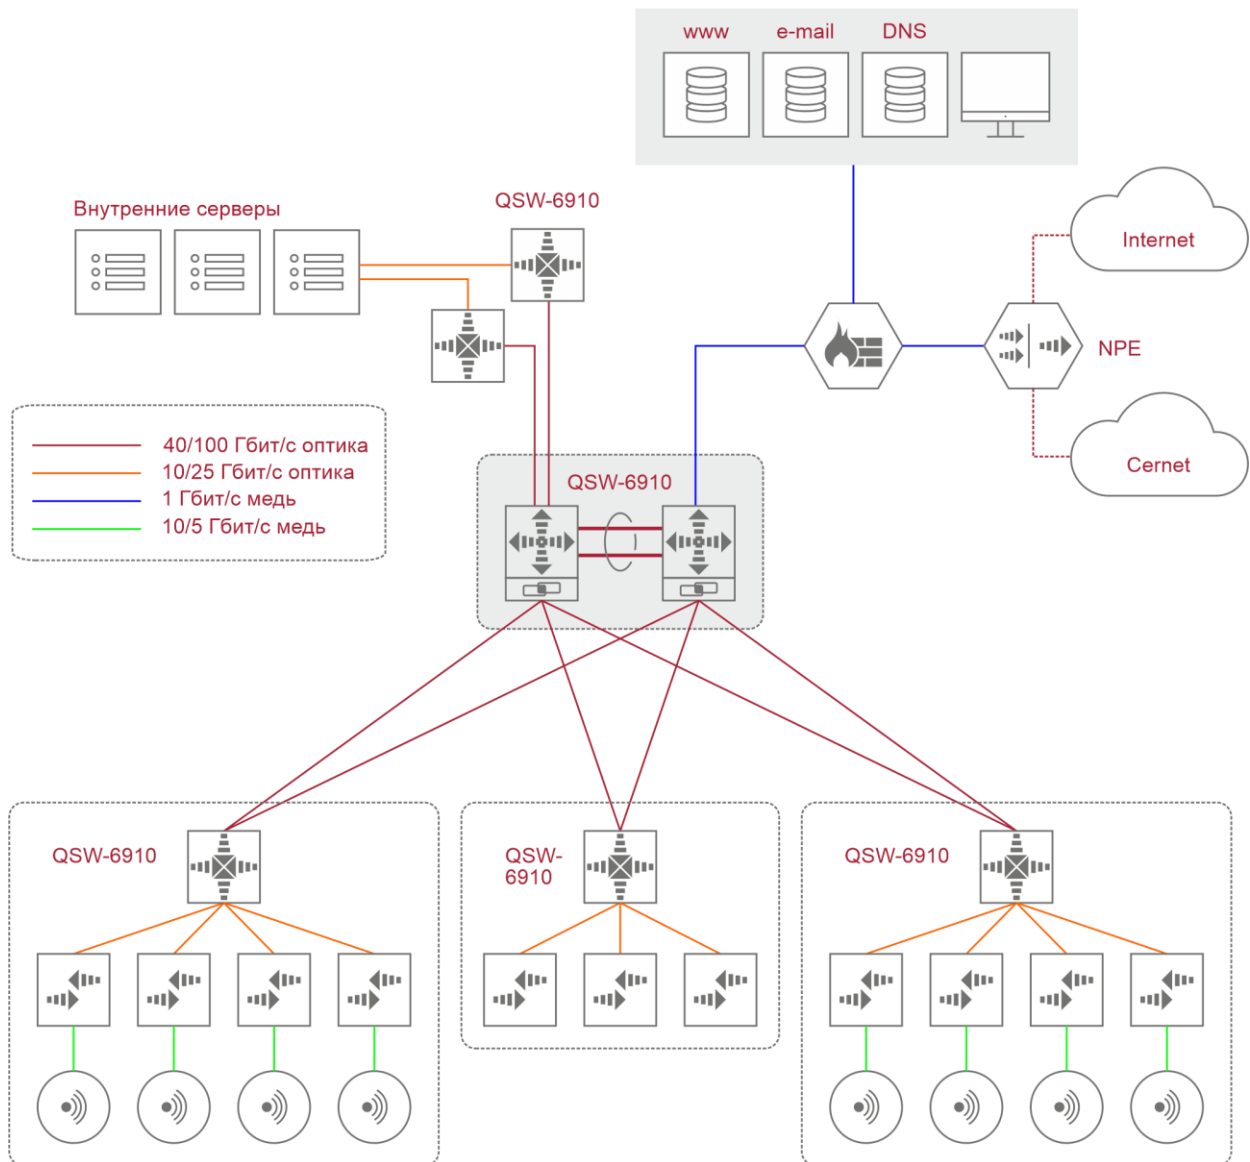 www
e-mail
DNS
QSW-6910
Внутренние серверы
Internet
NPE
40/100 Гбит/с оптика
10/25 Гбит/с оптика
1 Гбит/с медь
10/5 Гбит/с медь
QSW-6910
Cernet
QSW-6910
QSW-
6910
QSW-6910